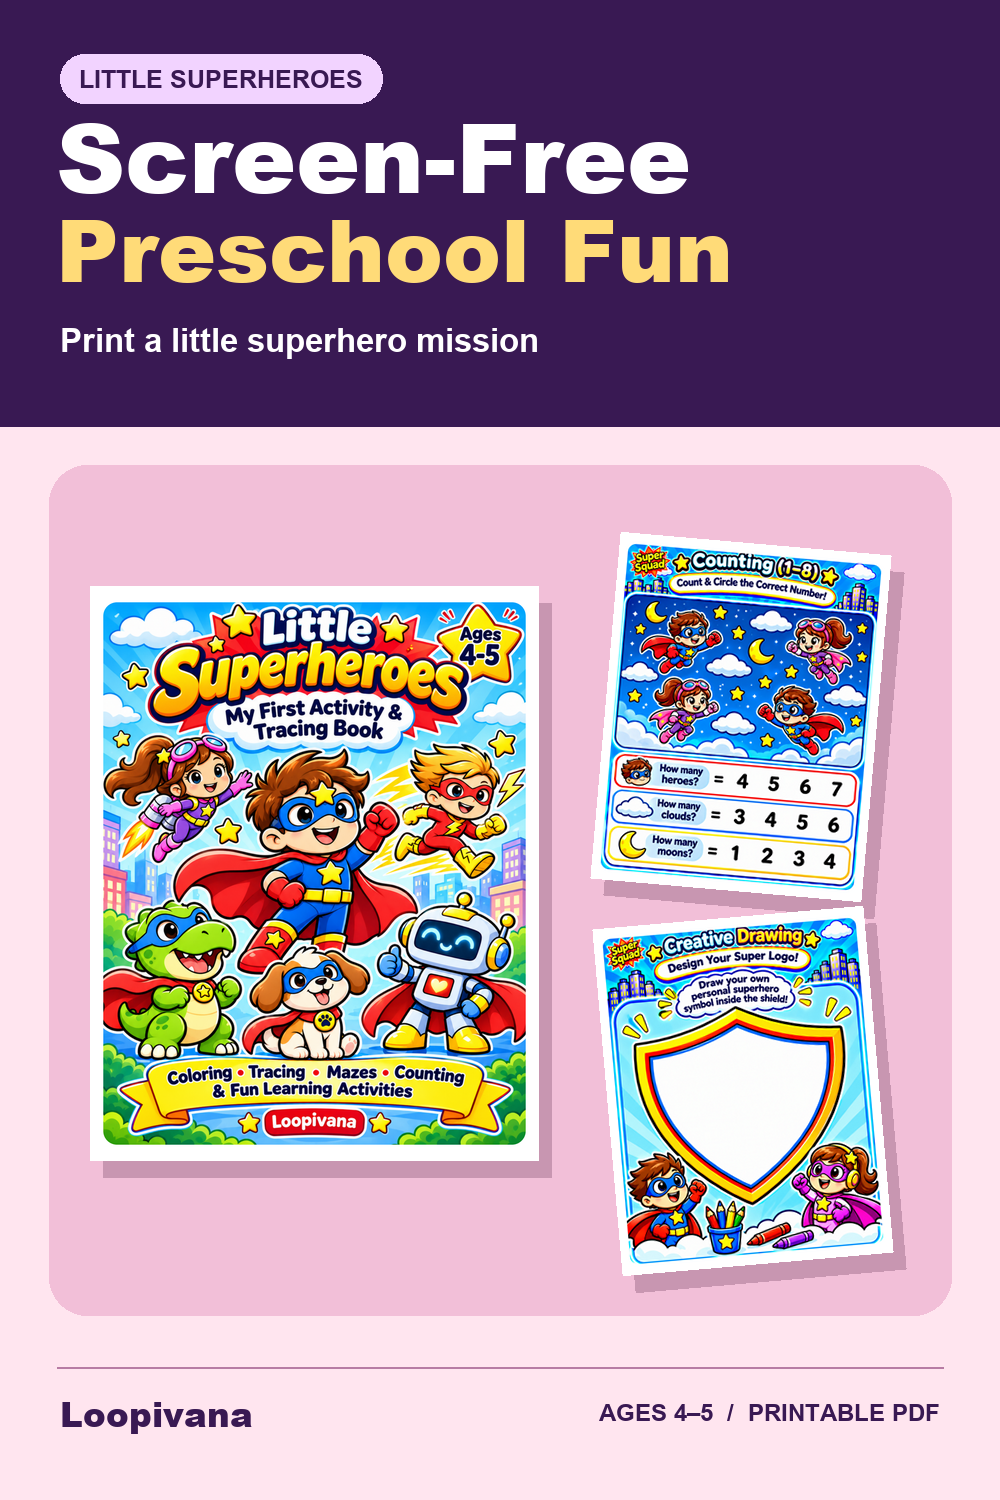 LITTLE SUPERHEROES
Screen-Free
Preschool Fun
Print a little superhero mission
Little
Superheroes
Ages
4-5
My First Activity &
Tracing Book
Coloring • Tracing • Mazes • Counting
& Fun Learning Activities
Loopivana
Super
Squad
Counting (1–8)
Count & Circle the Correct Number!
How many
heroes?
= 4 5 6 7
How many
clouds?
= 3 4 5 6
How many
moons?
= 1 2 3 4
Super
Squad
Creative Drawing
Design Your Super Logo!
Draw your own
personal superhero
symbol inside the shield!
Loopivana
AGES 4–5 / PRINTABLE PDF